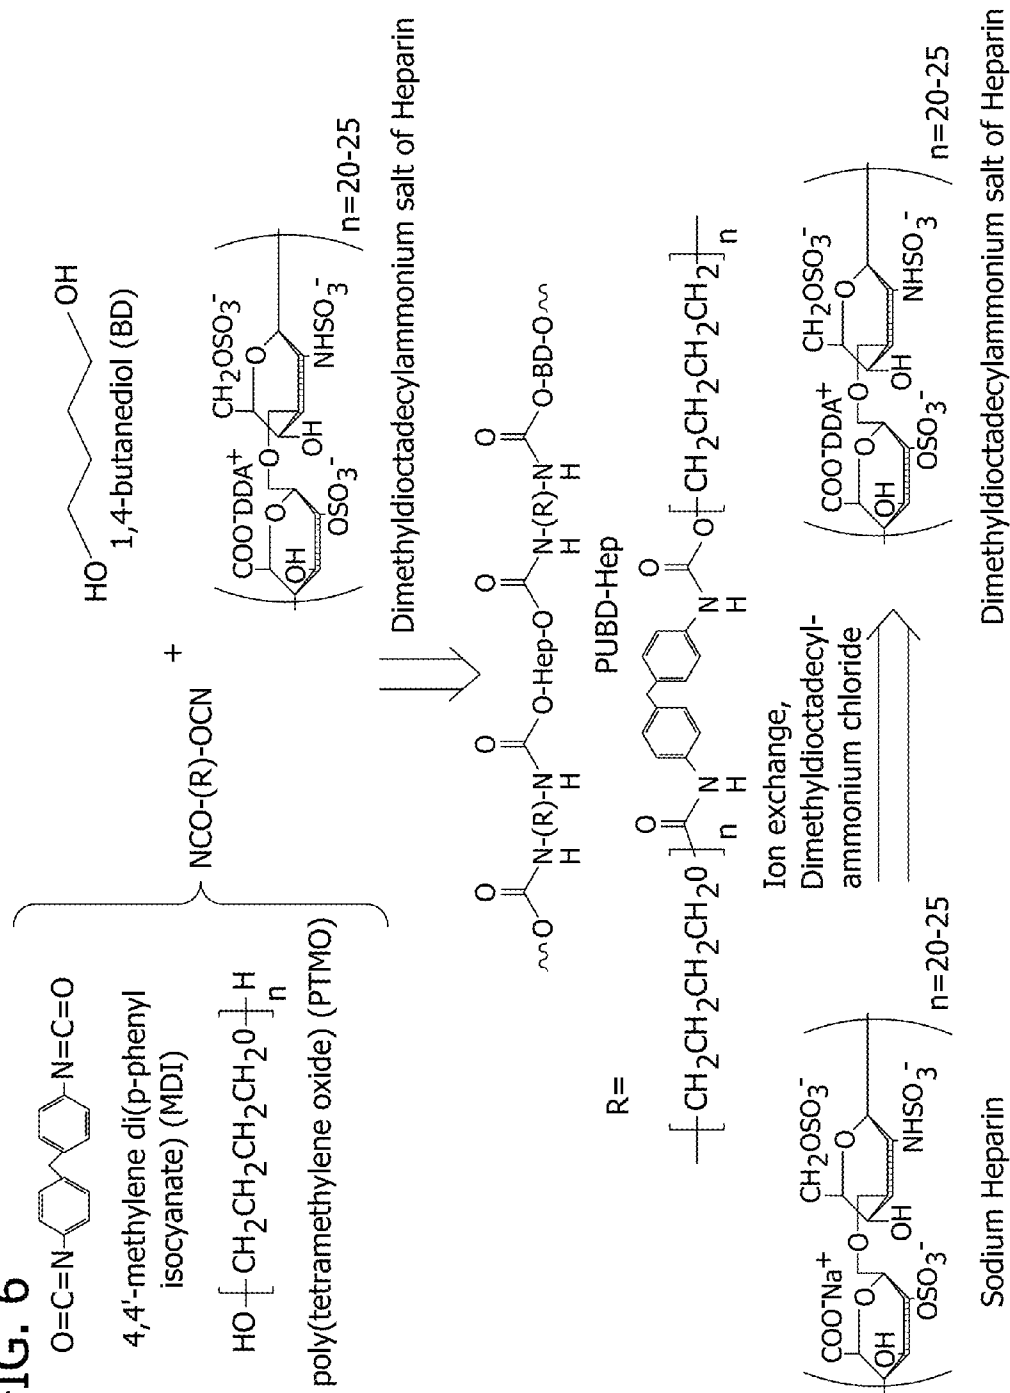 FIG. 6
O=C=N N=C=O
4,4'-methylene di(p-phenyl
isocyanate) (MDI)
HO CH2CH2CH2CH2O H
n
poly(tetramethylene oxide) (PTMO)
NCO-(R)-OCN
+
HO OH
1,4-butanediol (BD)
CH2OSO3-
COO-DDA+ O
O O
OH OH NHSO3-
OSO3-
n=20-25
Dimethyldioctadecylammonium salt of Heparin
O O O O
O N-(R)-N O-Hep-O N-(R)-N O-BD-O
H H H H
PUBD-Hep
R=
O O
CH2CH2CH2CH2O N N O CH2CH2CH2CH2
n H H n
Ion exchange,
Dimethyldioctadecyl-
ammonium chloride
CH2OSO3-
COO-Na+ O
O O
OH OH NHSO3-
OSO3-
n=20-25
Sodium Heparin
CH2OSO3-
COO-DDA+ O
O O
OH OH NHSO3-
OSO3-
n=20-25
Dimethyldioctadecylammonium salt of Heparin